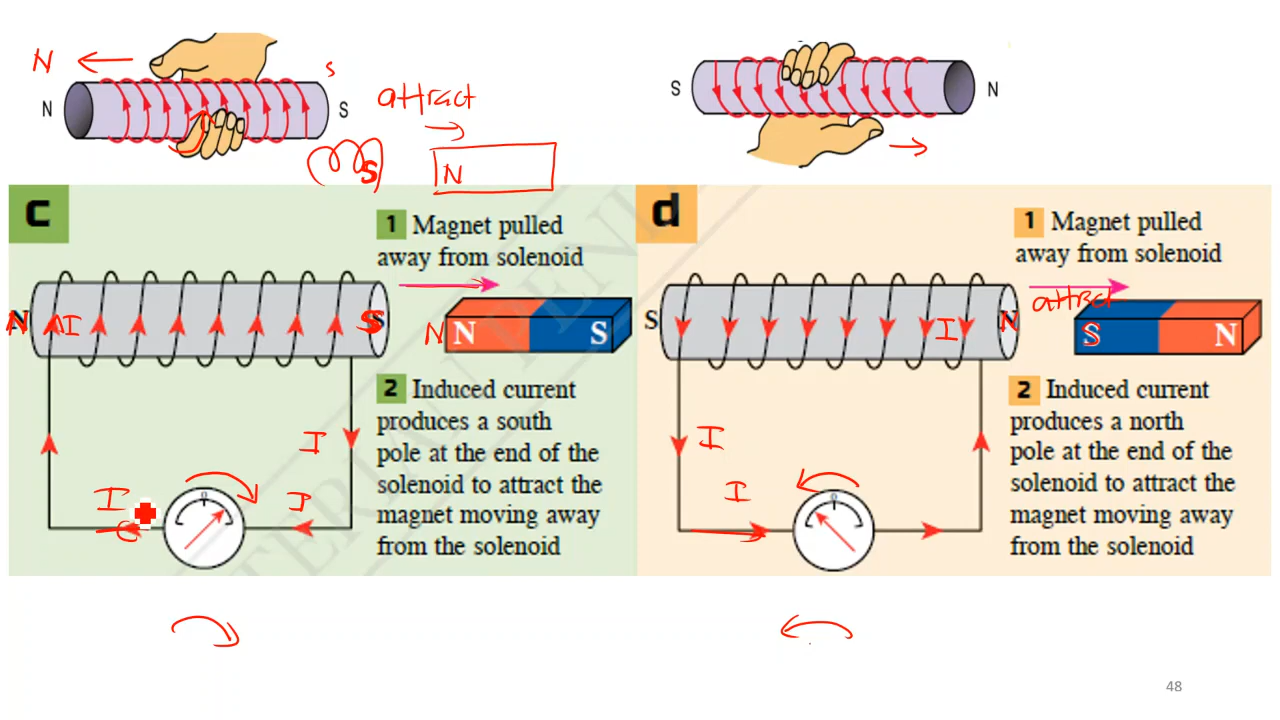 N
s
N
S
attract
S
N
S
N
c
1 Magnet pulled
away from solenoid
N
I
S
N
N
S
2 Induced current
produces a south
pole at the end of the
solenoid to attract the
magnet moving away
from the solenoid
I
I
I
0
d
1 Magnet pulled
away from solenoid
attract
S
I
N
S
N
2 Induced current
produces a north
pole at the end of the
solenoid to attract the
magnet moving away
from the solenoid
I
I
0
48